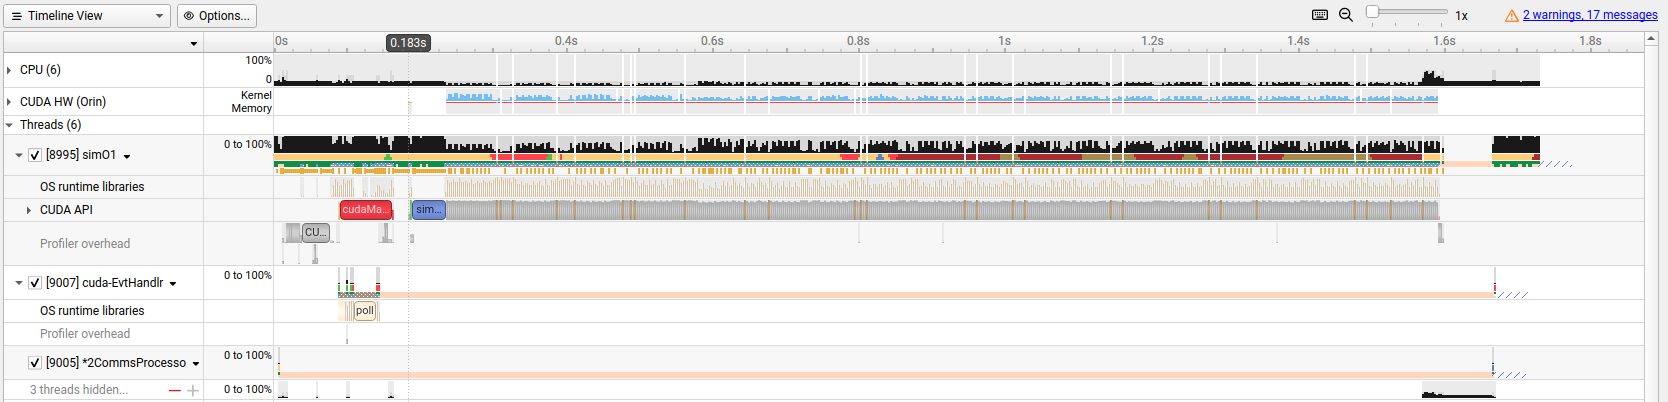 Timeline View
Options...
1x
2 warnings, 17 messages
0s
0.183s
0.4s
0.6s
0.8s
1s
1.2s
1.4s
1.6s
1.8s
CPU (6)
100%
0
CUDA HW (Orin)
Kernel
Memory
Threads (6)
[8995] simO1
0 to 100%
OS runtime libraries
CUDA API
cudaMa...
sim...
Profiler overhead
CU...
[9007] cuda-EvtHandlr
0 to 100%
OS runtime libraries
poll
Profiler overhead
[9005] *2CommsProcesso
0 to 100%
3 threads hidden...
0 to 100%